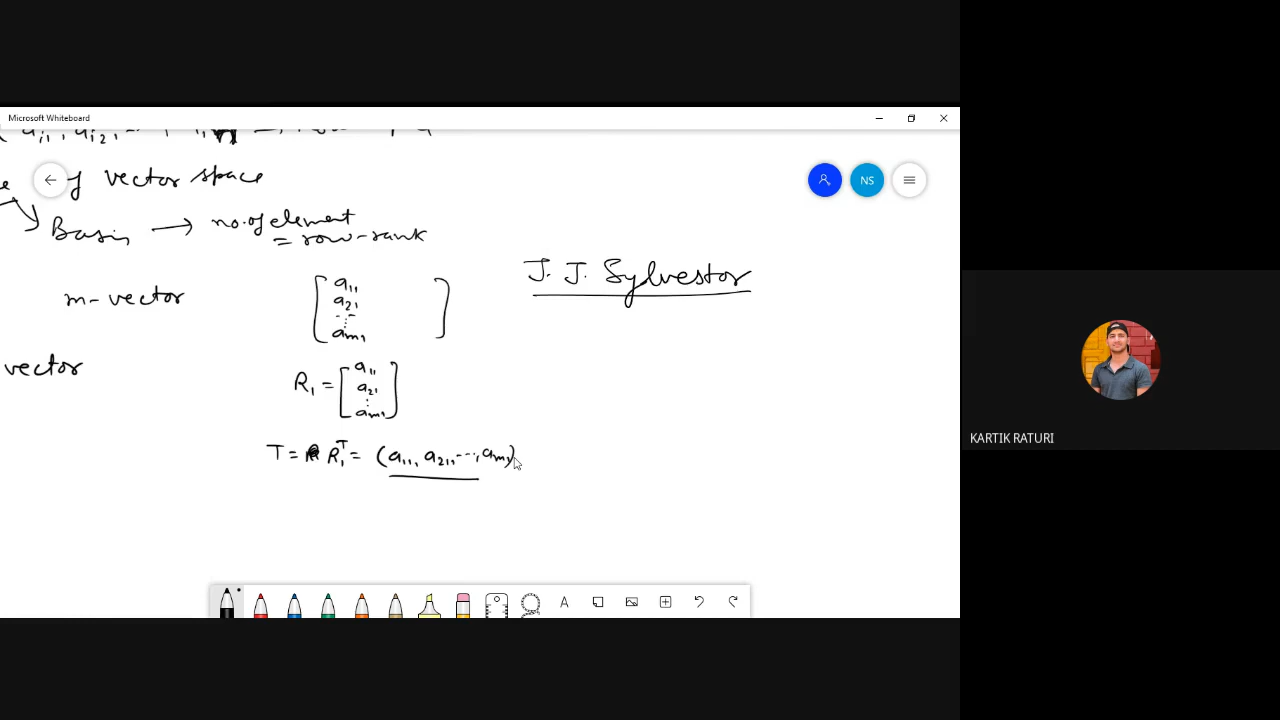 Microsoft Whiteboard
of vector space
NS
Basis → no. of element
= row-rank
J. J. Sylvestor
m-vector
[a₁₁
a₂₁
⋮
aₘ₁ ]
vector
R₁ = [a₁₁
a₂₁
⋮
aₘ₁]
T = R₁ᵀ = (a₁₁, a₂₁, ..., aₘ₁)
KARTIK RATURI
A